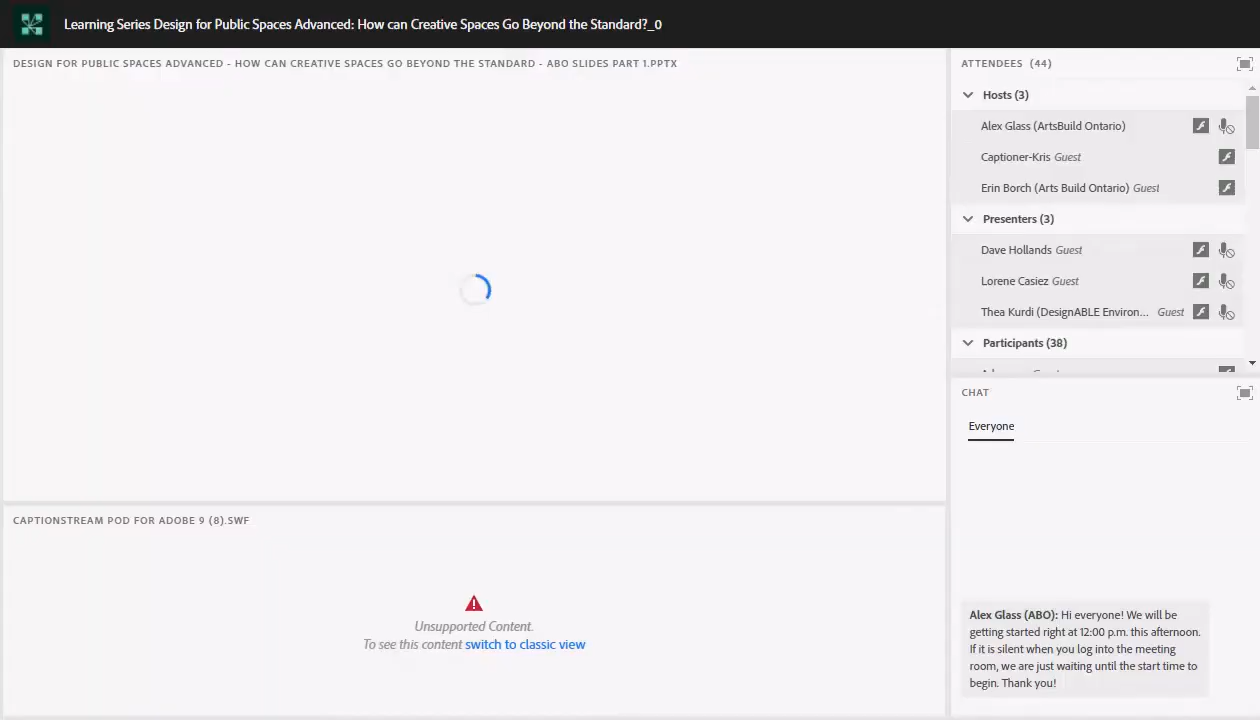 Learning Series Design for Public Spaces Advanced: How can Creative Spaces Go Beyond the Standard?_0
DESIGN FOR PUBLIC SPACES ADVANCED - HOW CAN CREATIVE SPACES GO BEYOND THE STANDARD - ABO SLIDES PART 1.PPTX
ATTENDEES (44)
Hosts (3)
Alex Glass (ArtsBuild Ontario)
Captioner-Kris Guest
Erin Borch (Arts Build Ontario) Guest
Presenters (3)
Dave Hollands Guest
Lorene Casiez Guest
Thea Kurdi (DesignABLE Environ... Guest
Participants (38)
CHAT
Everyone
CAPTIONSTREAM POD FOR ADOBE 9 (8).SWF
Unsupported Content.
To see this content switch to classic view
Alex Glass (ABO): Hi everyone! We will be
getting started right at 12:00 p.m. this afternoon.
If it is silent when you log into the meeting
room, we are just waiting until the start time to
begin. Thank you!